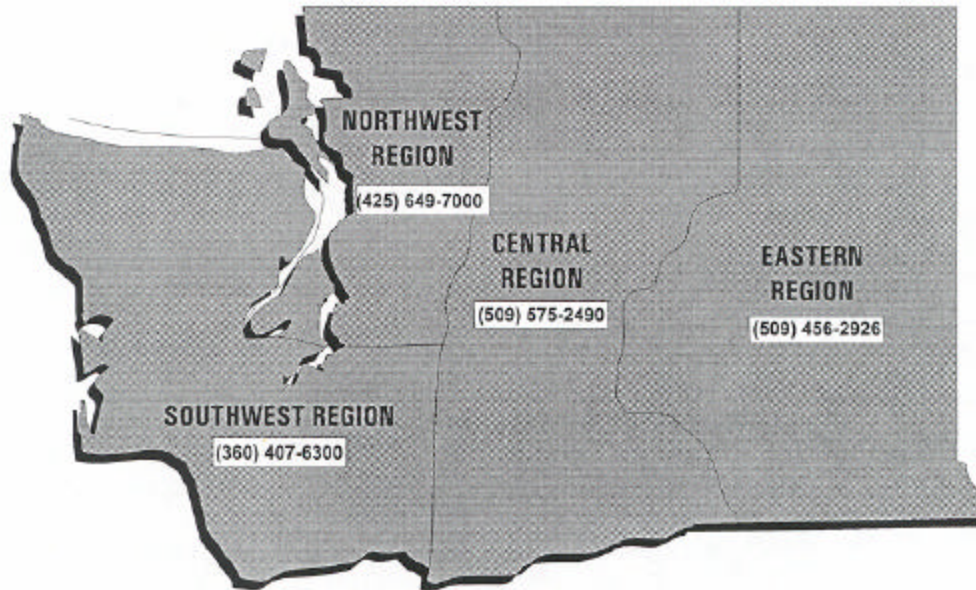 NORTHWEST
REGION
(425) 649-7000
CENTRAL
REGION
(509) 575-2490
EASTERN
REGION
(509) 456-2926
SOUTHWEST REGION
(360) 407-6300